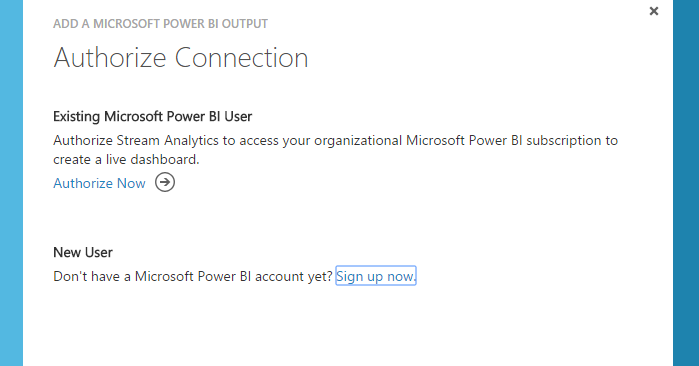 ADD A MICROSOFT POWER BI OUTPUT
Authorize Connection
Existing Microsoft Power BI User
Authorize Stream Analytics to access your organizational Microsoft Power BI subscription to
create a live dashboard.
Authorize Now
New User
Don't have a Microsoft Power BI account yet? Sign up now.